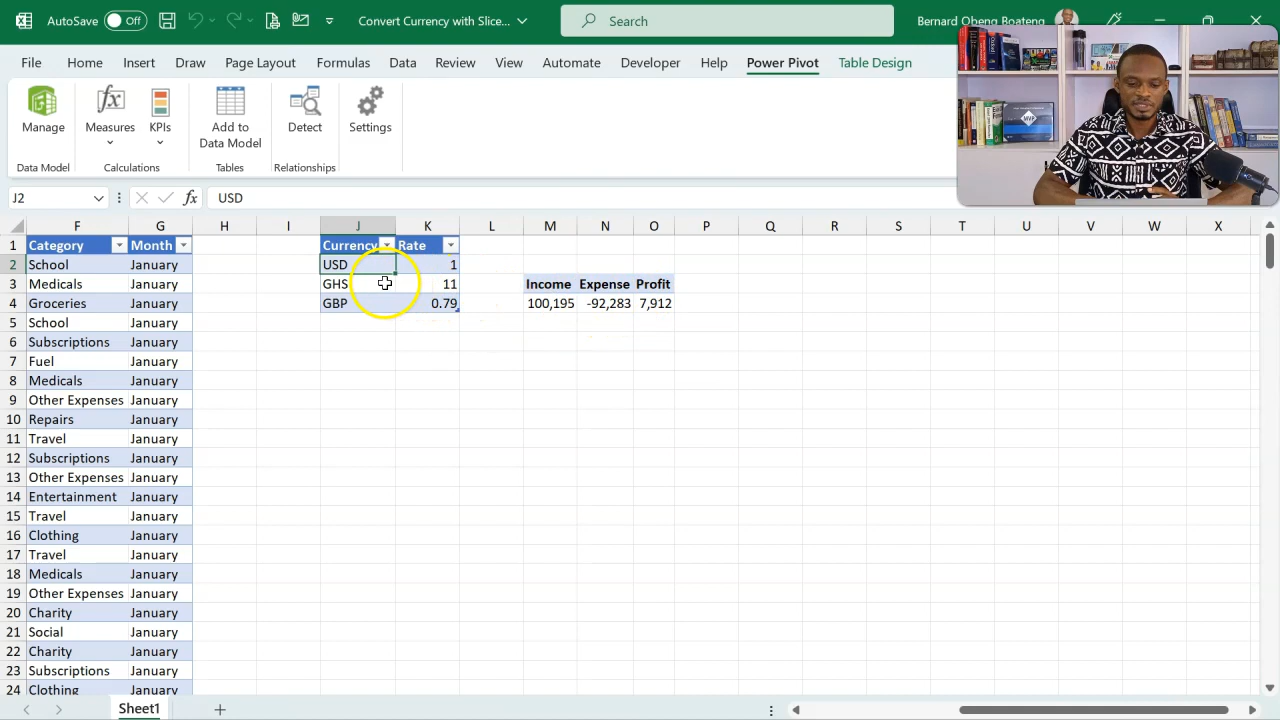 AutoSave Off Convert Currency with Slice... Search Bernard Obeng Boateng
File Home Insert Draw Page Layout Formulas Data Review View Automate Developer Help Power Pivot Table Design
Manage Measures KPIs Add to Data Model Detect Settings
Data Model Calculations Tables Relationships
J2 fx USD
F G H I J K L M N O P Q R S T U V W X
1 Category Month Currency Rate
2 School January USD 1
3 Medicals January GHS 11 Income Expense Profit
4 Groceries January GBP 0.79 100,195 -92,283 7,912
5 School January
6 Subscriptions January
7 Fuel January
8 Medicals January
9 Other Expenses January
10 Repairs January
11 Travel January
12 Subscriptions January
13 Other Expenses January
14 Entertainment January
15 Travel January
16 Clothing January
17 Travel January
18 Medicals January
19 Other Expenses January
20 Charity January
21 Social January
22 Charity January
23 Subscriptions January
24 Clothing January
Sheet1